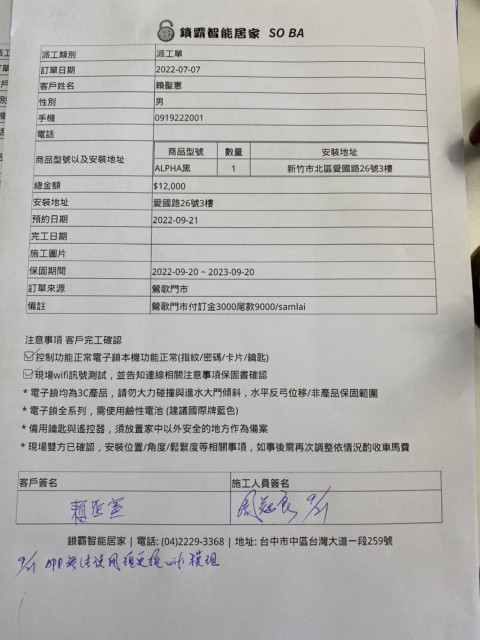 鎖霸智能居家 SO BA
派工類別 派工單
訂單日期 2022-07-07
客戶姓名 賴聖憲
性別 男
手機 0919222001
電話
商品型號以及安裝地址
商品型號 數量 安裝地址
ALPHA黑 1 新竹市北區愛國路26號3樓
總金額 $12,000
安裝地址 愛國路26號3樓
預約日期 2022-09-21
完工日期
施工圖片
保固期間 2022-09-20 ~ 2023-09-20
訂單來源 鶯歌門市
備註 鶯歌門市付訂金3000尾款9000/samlai
注意事項 客戶完工確認
控制功能正常電子鎖本機功能正常(指紋/密碼/卡片/鑰匙)
現場wifi訊號測試，並告知連線相關注意事項保固書確認
* 電子鎖均為3C產品，請勿大力碰撞與進水大門傾斜，水平反弓位移/非產品保固範圍
* 電子鎖全系列，需使用鹼性電池 (建議國際牌藍色)
* 備用鑰匙與遙控器，須放置家中以外安全的地方作為備案
* 現場雙方已確認，安裝位置/角度/鬆緊度等相關事項，如事後需再次調整依情況酌收車馬費
客戶簽名 施工人員簽名
9/21
鎖霸智能居家 | 電話: (04)2229-3368 | 地址: 台中市中區台灣大道一段259號
9/21 APP無法使用 wifi模組